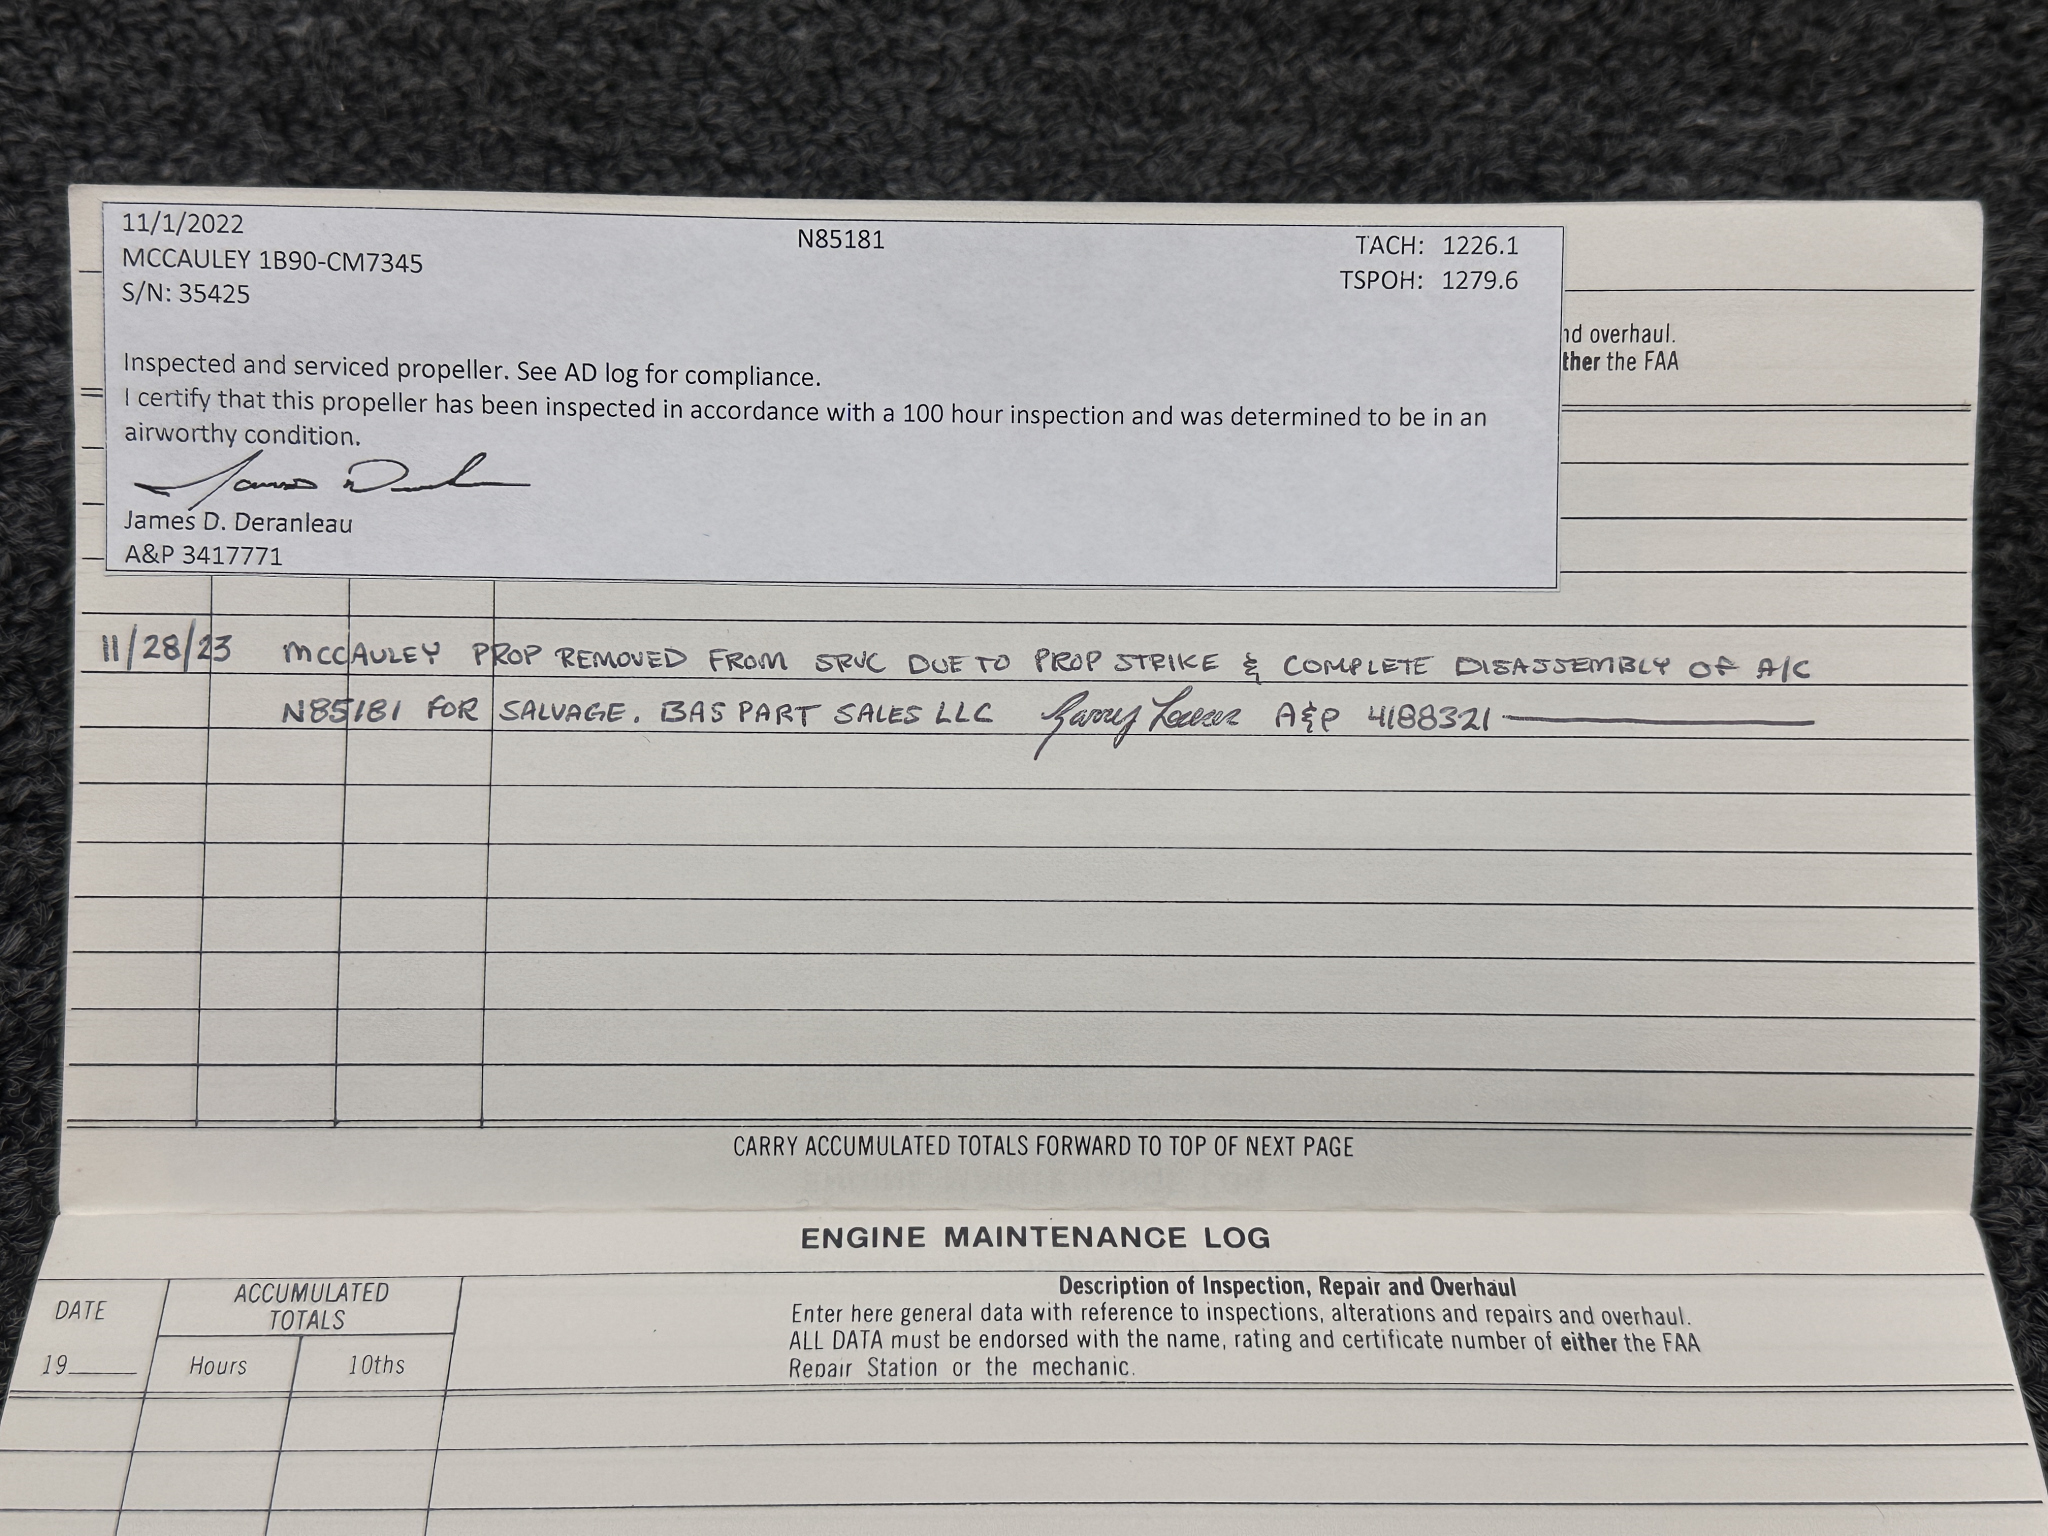 11/1/2022 N85181 TACH: 1226.1
MCCAULEY 1B90-CM7345 TSPOH: 1279.6
S/N: 35425
nd overhaul.
ther the FAA
Inspected and serviced propeller. See AD log for compliance.
I certify that this propeller has been inspected in accordance with a 100 hour inspection and was determined to be in an
airworthy condition.
James D. Deranleau
A&P 3417771
11/28/23 MCCAULEY PROP REMOVED FROM SRVC DUE TO PROP STRIKE & COMPLETE DISASSEMBLY OF A/C
N85181 FOR SALVAGE. BAS PART SALES LLC A&P 4188321
CARRY ACCUMULATED TOTALS FORWARD TO TOP OF NEXT PAGE
ENGINE MAINTENANCE LOG
DATE
19
ACCUMULATED
TOTALS
Hours 10ths
Description of Inspection, Repair and Overhaul
Enter here general data with reference to inspections, alterations and repairs and overhaul.
ALL DATA must be endorsed with the name, rating and certificate number of either the FAA
Repair Station or the mechanic.